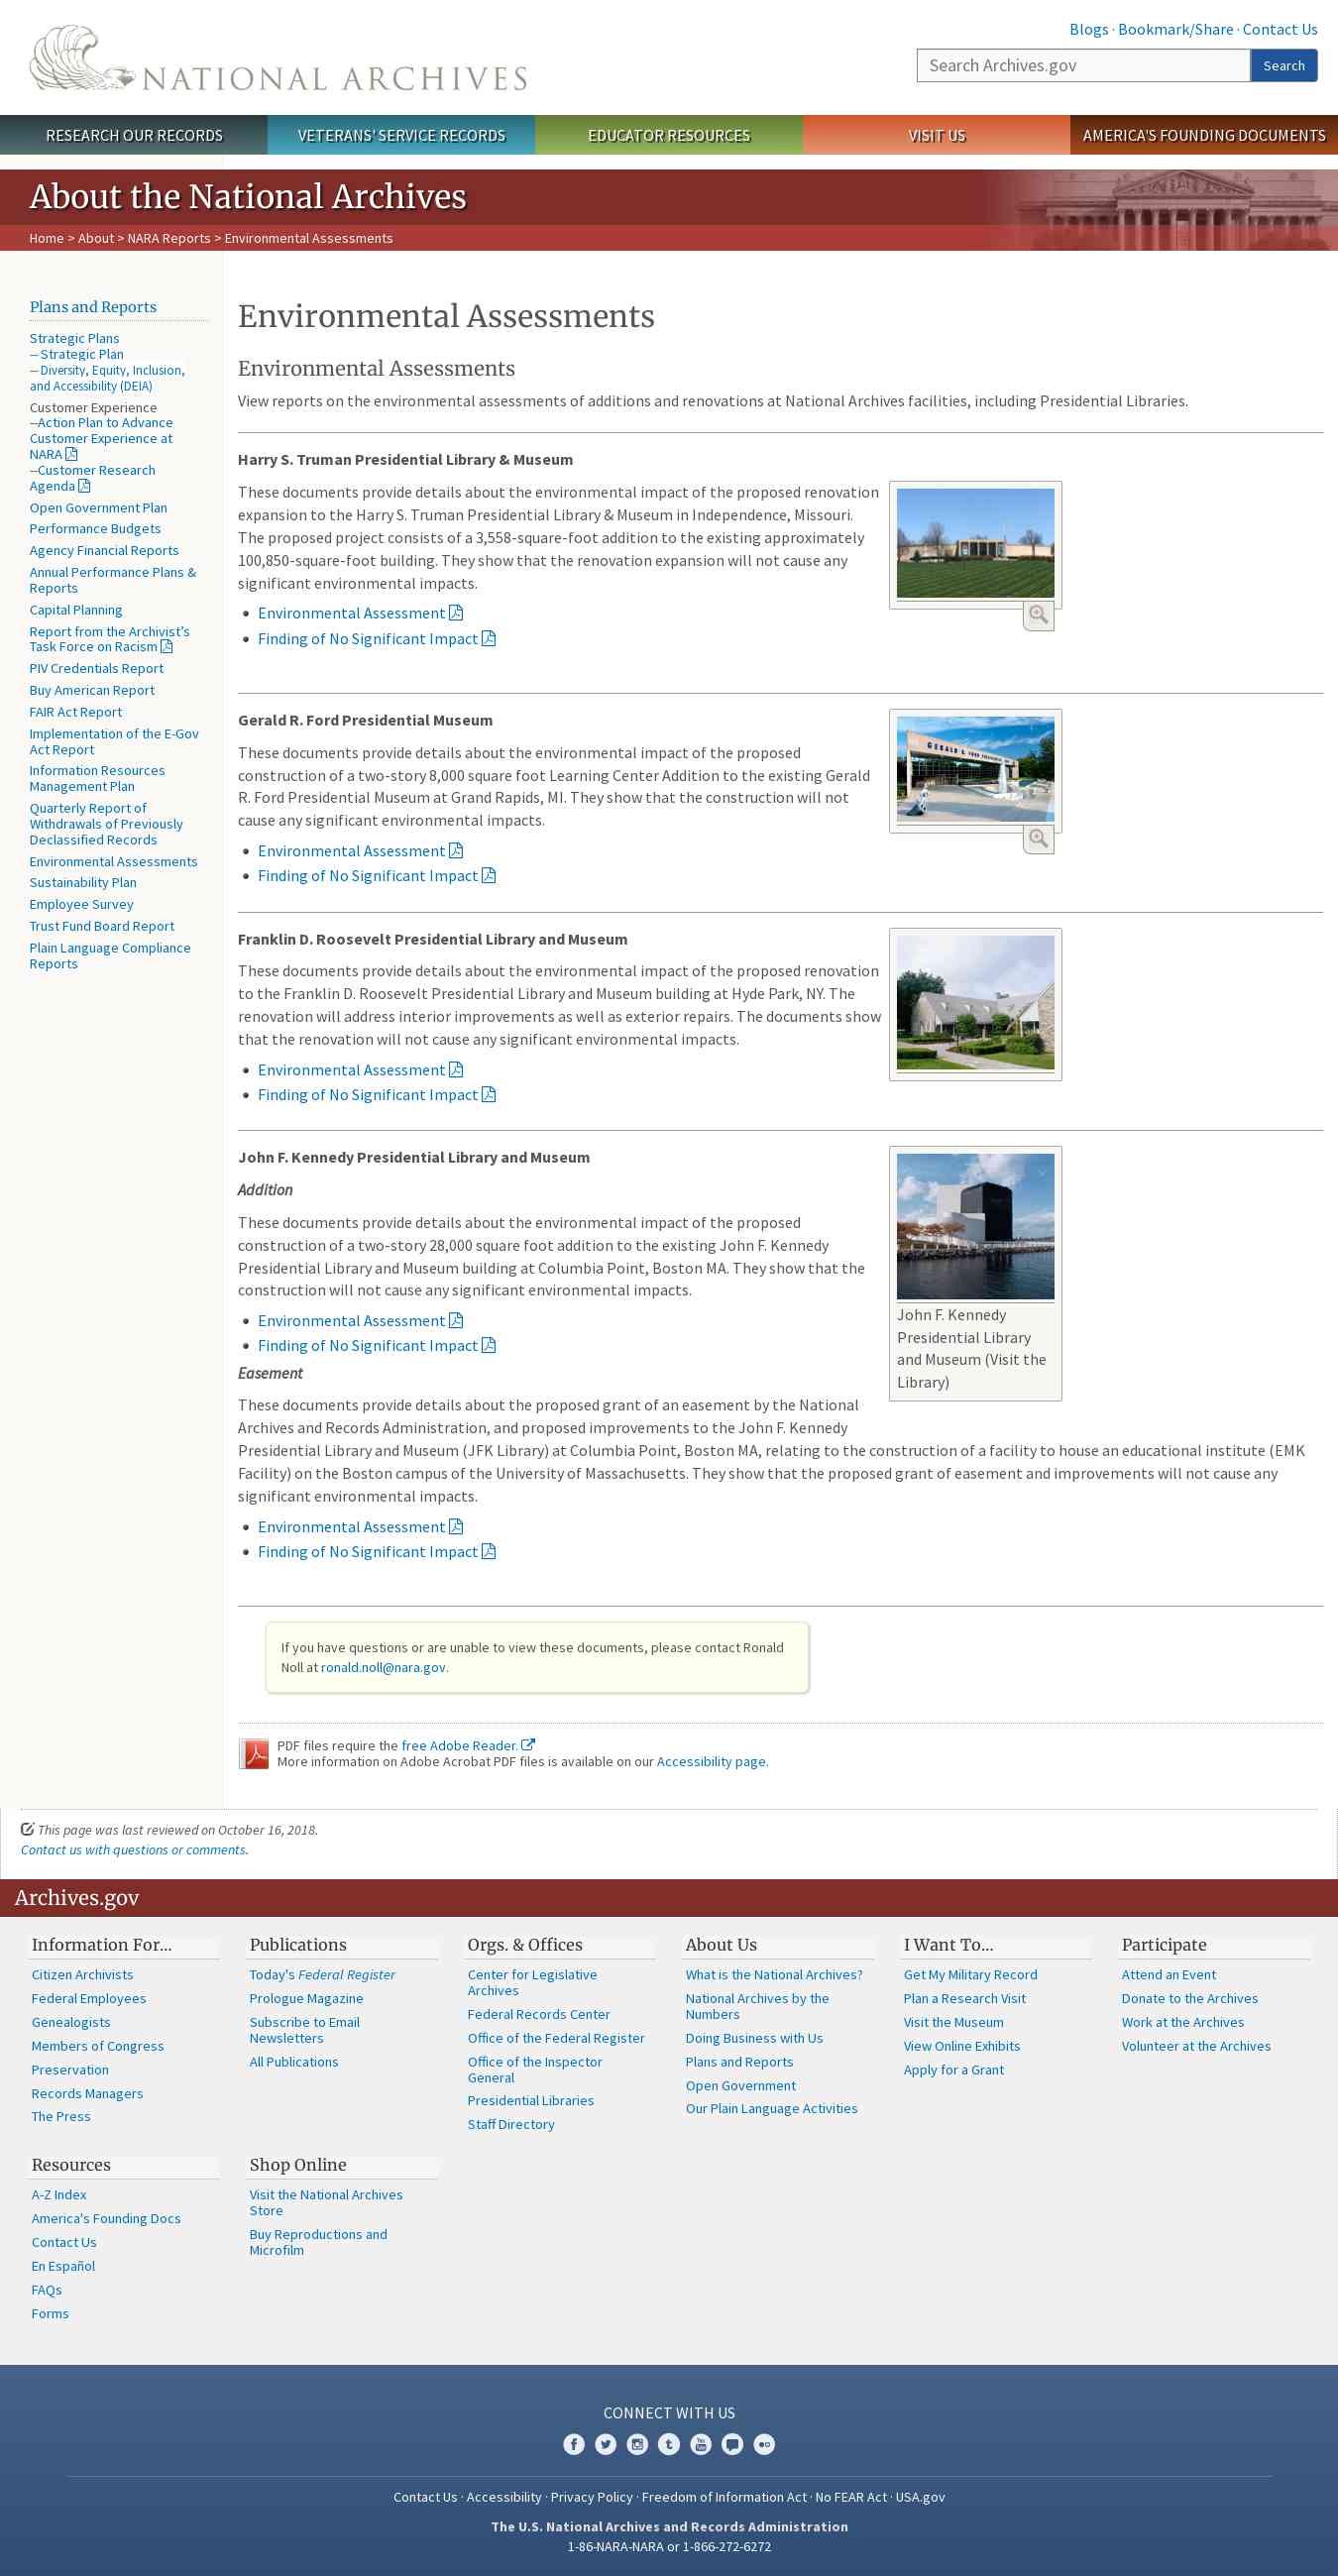 Blogs · Bookmark/Share · Contact Us
NATIONAL ARCHIVES
Search Archives.gov
Search
RESEARCH OUR RECORDS
VETERANS' SERVICE RECORDS
EDUCATOR RESOURCES
VISIT US
AMERICA'S FOUNDING DOCUMENTS
About the National Archives
Home > About > NARA Reports > Environmental Assessments
Plans and Reports
Strategic Plans
-- Strategic Plan
-- Diversity, Equity, Inclusion,
and Accessibility (DEIA)
Customer Experience
--Action Plan to Advance
Customer Experience at
NARA
--Customer Research
Agenda
Open Government Plan
Performance Budgets
Agency Financial Reports
Annual Performance Plans &
Reports
Capital Planning
Report from the Archivist’s
Task Force on Racism
PIV Credentials Report
Buy American Report
FAIR Act Report
Implementation of the E-Gov
Act Report
Information Resources
Management Plan
Quarterly Report of
Withdrawals of Previously
Declassified Records
Environmental Assessments
Sustainability Plan
Employee Survey
Trust Fund Board Report
Plain Language Compliance
Reports
Environmental Assessments
Environmental Assessments
View reports on the environmental assessments of additions and renovations at National Archives facilities, including Presidential Libraries.
Harry S. Truman Presidential Library & Museum
These documents provide details about the environmental impact of the proposed renovation
expansion to the Harry S. Truman Presidential Library & Museum in Independence, Missouri.
The proposed project consists of a 3,558-square-foot addition to the existing approximately
100,850-square-foot building. They show that the renovation expansion will not cause any
significant environmental impacts.
• Environmental Assessment
• Finding of No Significant Impact
Gerald R. Ford Presidential Museum
These documents provide details about the environmental impact of the proposed
construction of a two-story 8,000 square foot Learning Center Addition to the existing Gerald
R. Ford Presidential Museum at Grand Rapids, MI. They show that the construction will not
cause any significant environmental impacts.
• Environmental Assessment
• Finding of No Significant Impact
Franklin D. Roosevelt Presidential Library and Museum
These documents provide details about the environmental impact of the proposed renovation
to the Franklin D. Roosevelt Presidential Library and Museum building at Hyde Park, NY. The
renovation will address interior improvements as well as exterior repairs. The documents show
that the renovation will not cause any significant environmental impacts.
• Environmental Assessment
• Finding of No Significant Impact
John F. Kennedy Presidential Library and Museum
Addition
These documents provide details about the environmental impact of the proposed
construction of a two-story 28,000 square foot addition to the existing John F. Kennedy
Presidential Library and Museum building at Columbia Point, Boston MA. They show that the
construction will not cause any significant environmental impacts.
• Environmental Assessment
• Finding of No Significant Impact
John F. Kennedy
Presidential Library
and Museum (Visit the
Library)
Easement
These documents provide details about the proposed grant of an easement by the National
Archives and Records Administration, and proposed improvements to the John F. Kennedy
Presidential Library and Museum (JFK Library) at Columbia Point, Boston MA, relating to the construction of a facility to house an educational institute (EMK
Facility) on the Boston campus of the University of Massachusetts. They show that the proposed grant of easement and improvements will not cause any
significant environmental impacts.
• Environmental Assessment
• Finding of No Significant Impact
If you have questions or are unable to view these documents, please contact Ronald
Noll at ronald.noll@nara.gov.
PDF files require the free Adobe Reader.
More information on Adobe Acrobat PDF files is available on our Accessibility page.
This page was last reviewed on October 16, 2018.
Contact us with questions or comments.
Archives.gov
Information For…
Citizen Archivists
Federal Employees
Genealogists
Members of Congress
Preservation
Records Managers
The Press
Publications
Today's Federal Register
Prologue Magazine
Subscribe to Email
Newsletters
All Publications
Orgs. & Offices
Center for Legislative
Archives
Federal Records Center
Office of the Federal Register
Office of the Inspector
General
Presidential Libraries
Staff Directory
About Us
What is the National Archives?
National Archives by the
Numbers
Doing Business with Us
Plans and Reports
Open Government
Our Plain Language Activities
I Want To…
Get My Military Record
Plan a Research Visit
Visit the Museum
View Online Exhibits
Apply for a Grant
Participate
Attend an Event
Donate to the Archives
Work at the Archives
Volunteer at the Archives
Resources
A-Z Index
America's Founding Docs
Contact Us
En Español
FAQs
Forms
Shop Online
Visit the National Archives
Store
Buy Reproductions and
Microfilm
CONNECT WITH US
Contact Us · Accessibility · Privacy Policy · Freedom of Information Act · No FEAR Act · USA.gov
The U.S. National Archives and Records Administration
1-86-NARA-NARA or 1-866-272-6272